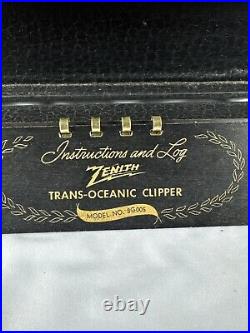 Instructions and Log
ZENITH
TRANS-OCEANIC CLIPPER
MODEL NO. 8G005